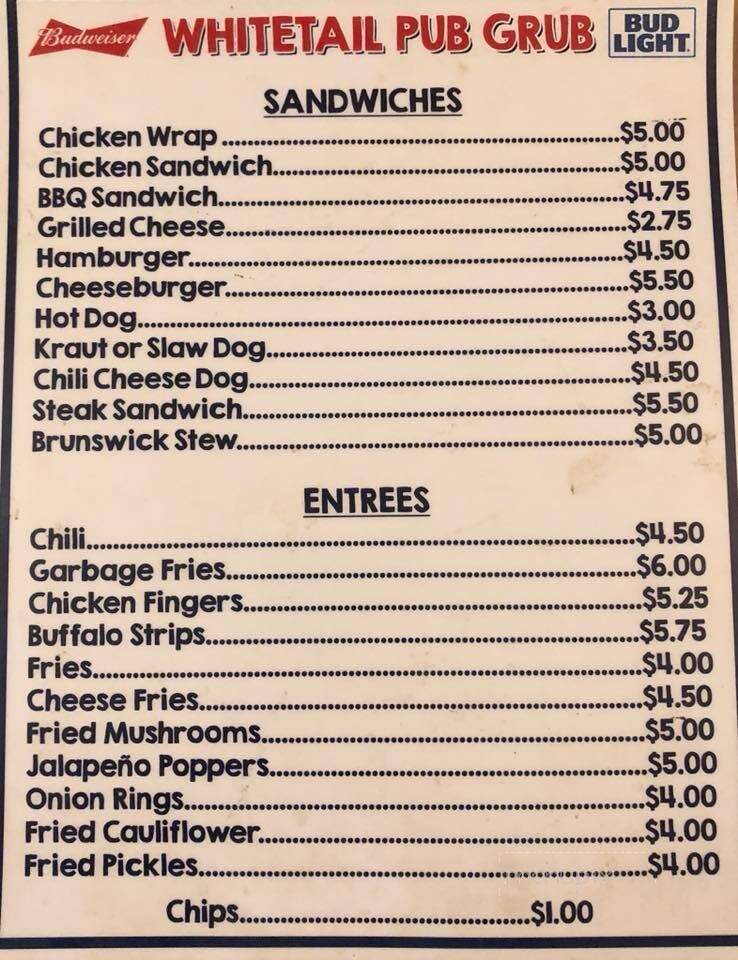 Budweiser WHITETAIL PUB GRUB BUD LIGHT
SANDWICHES
Chicken Wrap....................$5.00
Chicken Sandwich....................$5.00
BBQ Sandwich....................$4.75
Grilled Cheese....................$2.75
Hamburger....................$4.50
Cheeseburger....................$5.50
Hot Dog....................$3.00
Kraut or Slaw Dog....................$3.50
Chili Cheese Dog....................$4.50
Steak Sandwich....................$5.50
Brunswick Stew....................$5.00
ENTREES
Chili....................$4.50
Garbage Fries....................$6.00
Chicken Fingers....................$5.25
Buffalo Strips....................$5.75
Fries....................$4.00
Cheese Fries....................$4.50
Fried Mushrooms....................$5.00
Jalapeño Poppers....................$5.00
Onion Rings....................$4.00
Fried Cauliflower....................$4.00
Fried Pickles....................$4.00
Chips....................$1.00